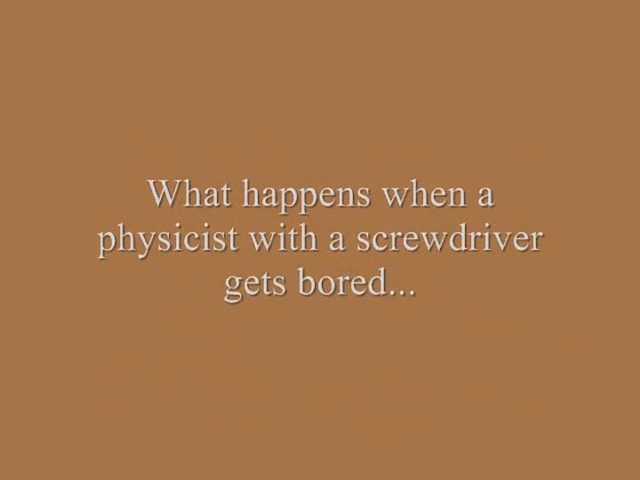 What happens when a
physicist with a screwdriver
gets bored...